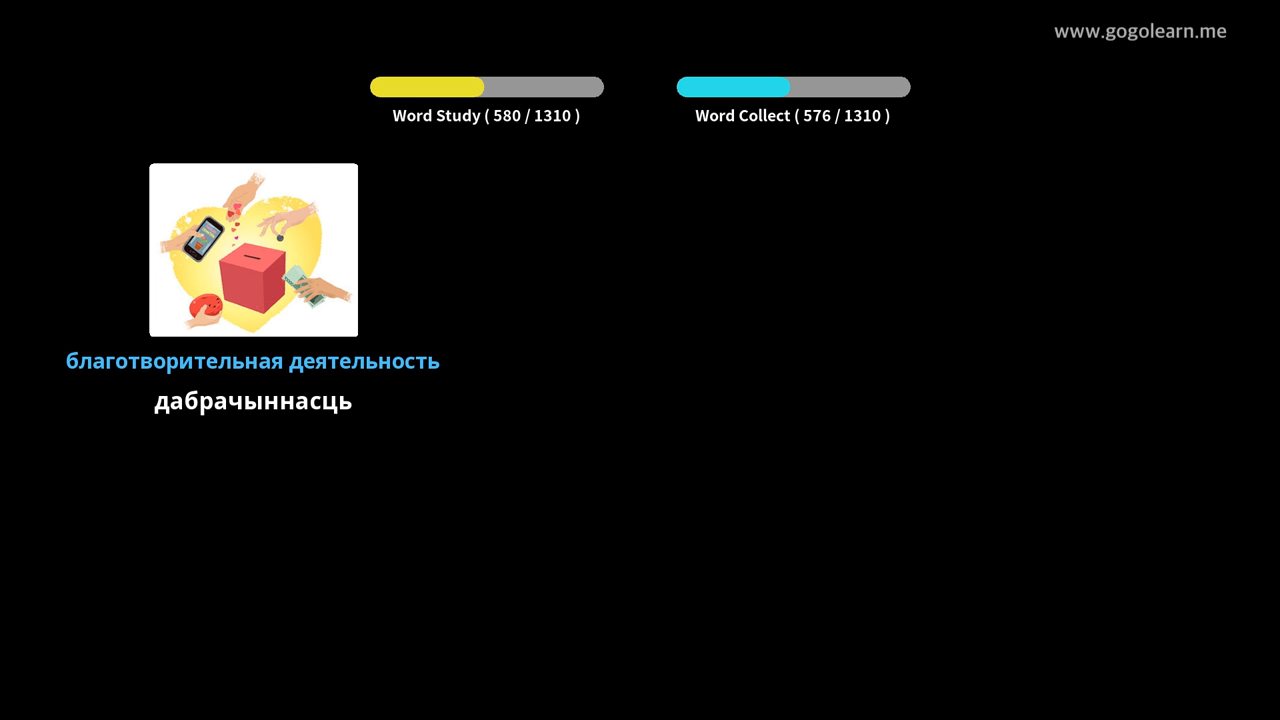 www.gogolearn.me
Word Study ( 580 / 1310 )
Word Collect ( 576 / 1310 )
благотворительная деятельность
дабрачыннасць